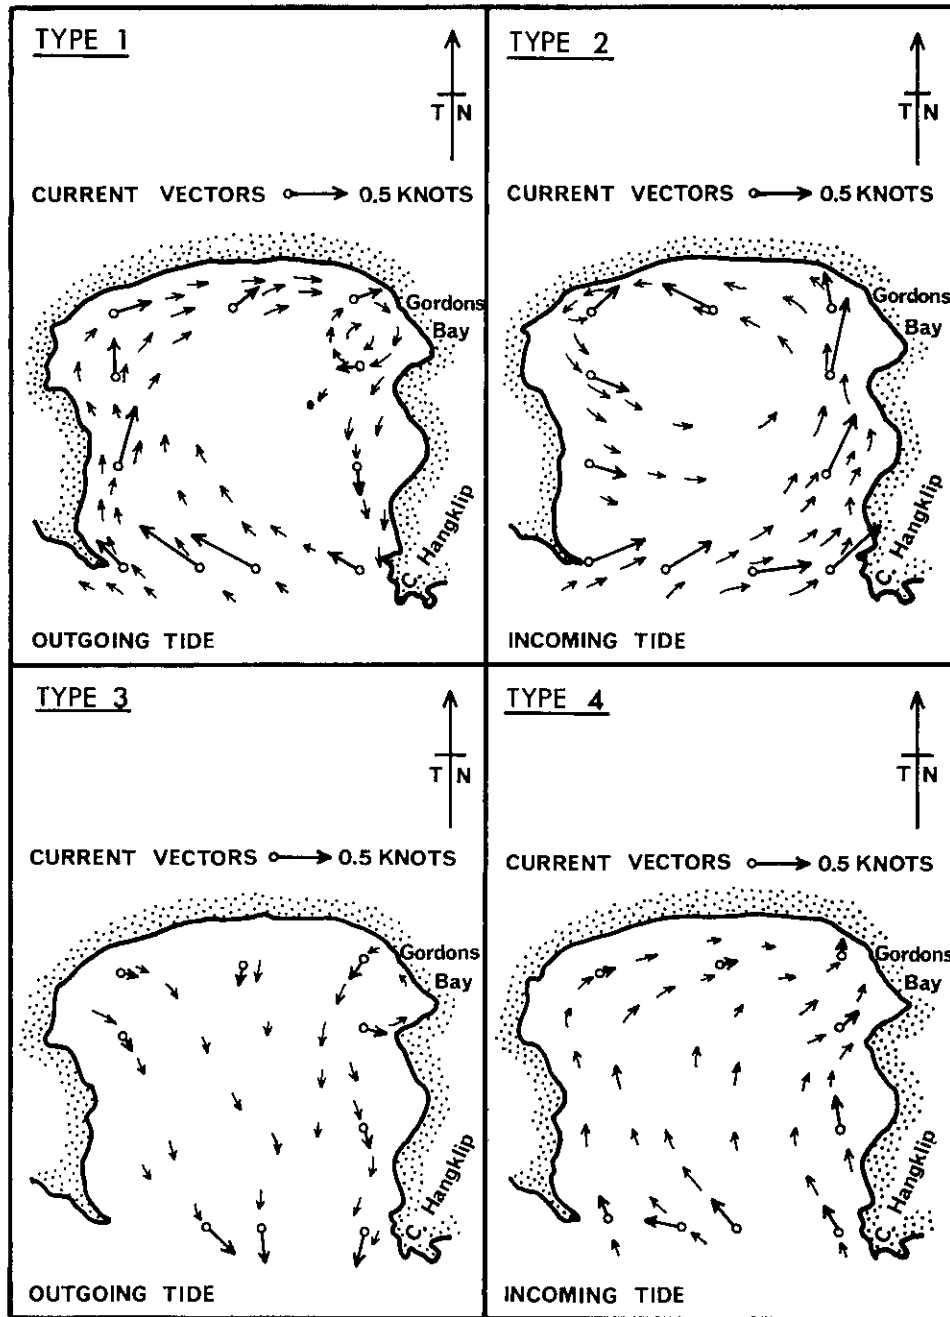 TYPE 1
T N
CURRENT VECTORS 0.5 KNOTS
Gordons
Bay
C. Hangklip
OUTGOING TIDE
TYPE 2
T N
CURRENT VECTORS 0.5 KNOTS
Gordons
Bay
C. Hangklip
INCOMING TIDE
TYPE 3
T N
CURRENT VECTORS 0.5 KNOTS
Gordons
Bay
C. Hangklip
OUTGOING TIDE
TYPE 4
T N
CURRENT VECTORS 0.5 KNOTS
Gordons
Bay
C. Hangklip
INCOMING TIDE